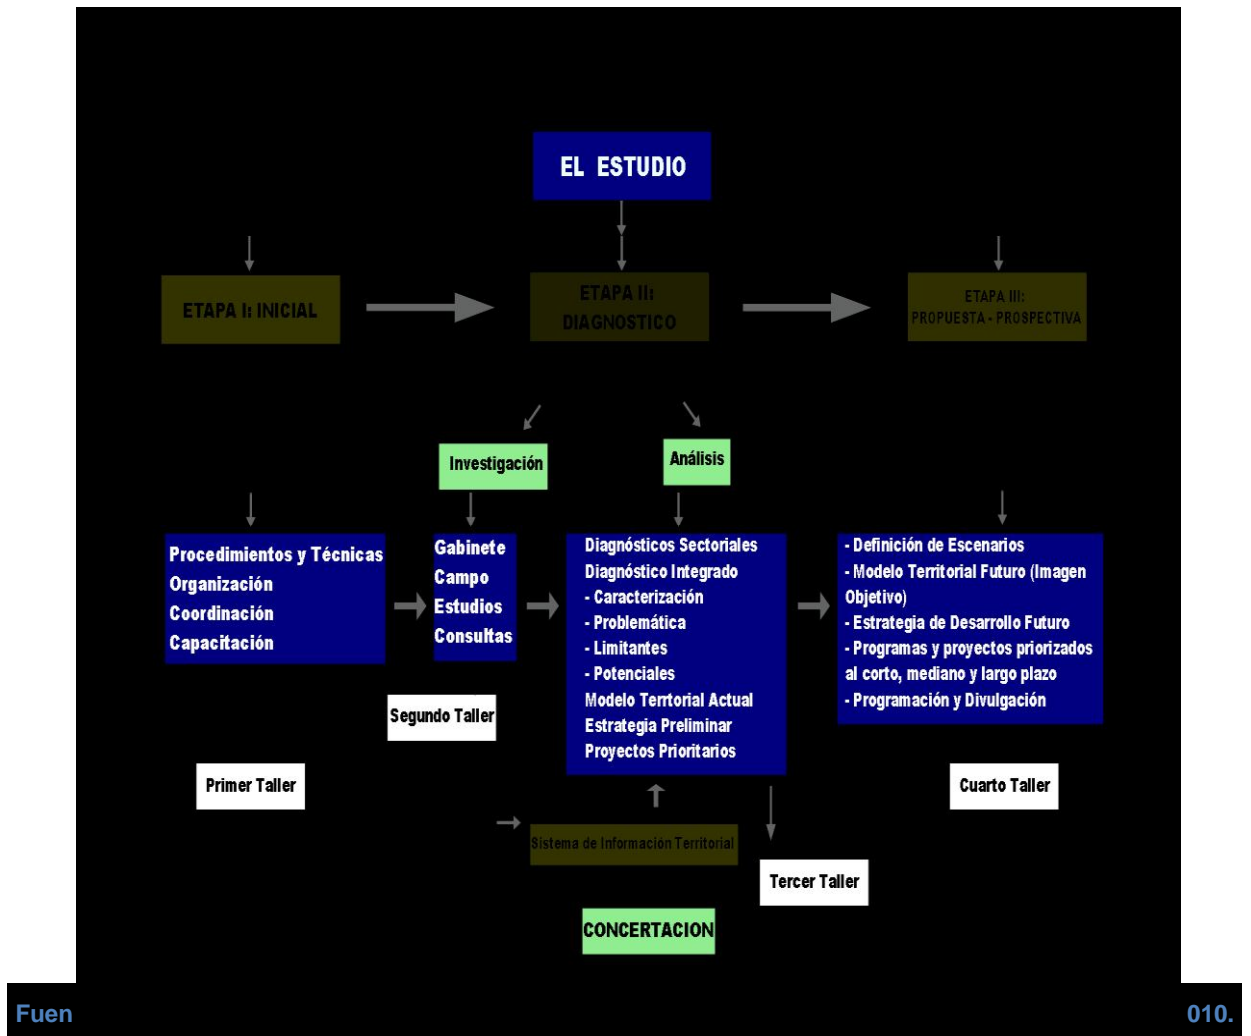 EL ESTUDIO
ETAPA I: INICIAL
ETAPA II:
DIAGNOSTICO
ETAPA III:
PROPUESTA - PROSPECTIVA
Investigación
Análisis
Procedimientos y Técnicas
Organización
Coordinación
Capacitación
Gabinete
Campo
Estudios
Consultas
Diagnósticos Sectoriales
Diagnóstico Integrado
- Caracterización
- Problemática
- Limitantes
- Potenciales
Modelo Terrtorial Actual
Estrategia Preliminar
Proyectos Prioritarios
- Definición de Escenarios
- Modelo Territorial Futuro (Imagen
Objetivo)
- Estrategia de Desarrollo Futuro
- Programas y proyectos priorizados
al corto, mediano y largo plazo
- Programación y Divulgación
Segundo Taller
Primer Taller
Cuarto Taller
Sistema de Información Territorial
Tercer Taller
CONCERTACION
Fuen 010.